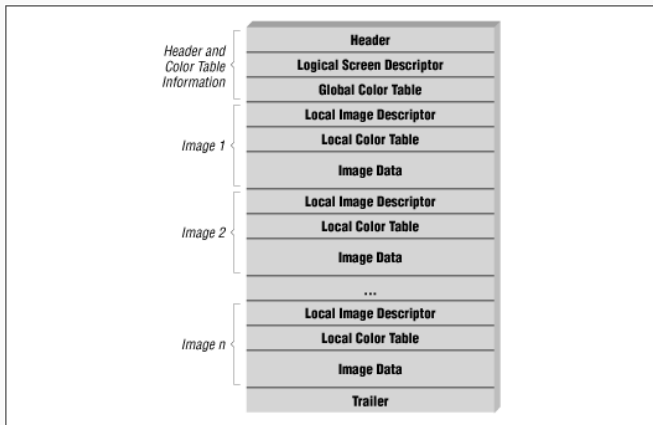 Header and
Color Table
Information
Header
Logical Screen Descriptor
Global Color Table
Image 1
Local Image Descriptor
Local Color Table
Image Data
Image 2
Local Image Descriptor
Local Color Table
Image Data
...
Image n
Local Image Descriptor
Local Color Table
Image Data
Trailer